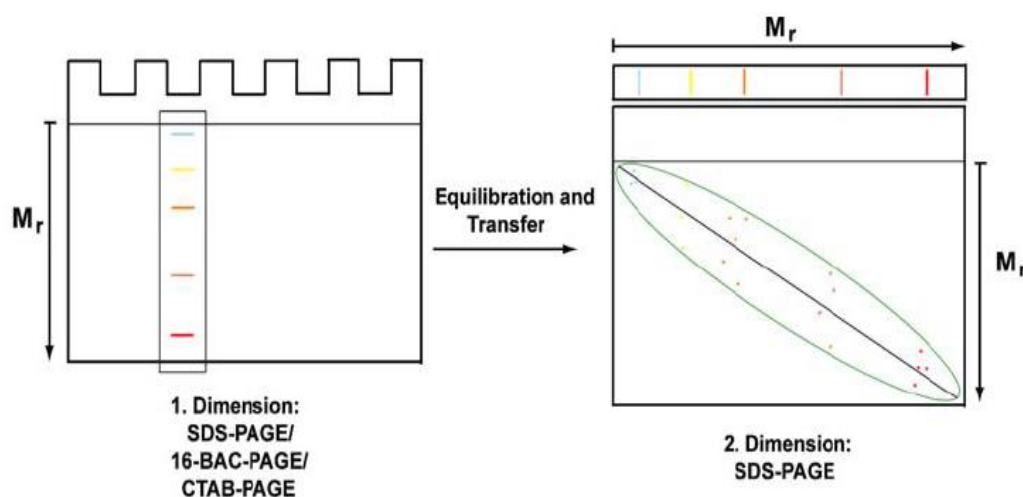 Mr
Mr
Equilibration and
Transfer
Mr
1. Dimension:
SDS-PAGE/
16-BAC-PAGE/
CTAB-PAGE
2. Dimension:
SDS-PAGE